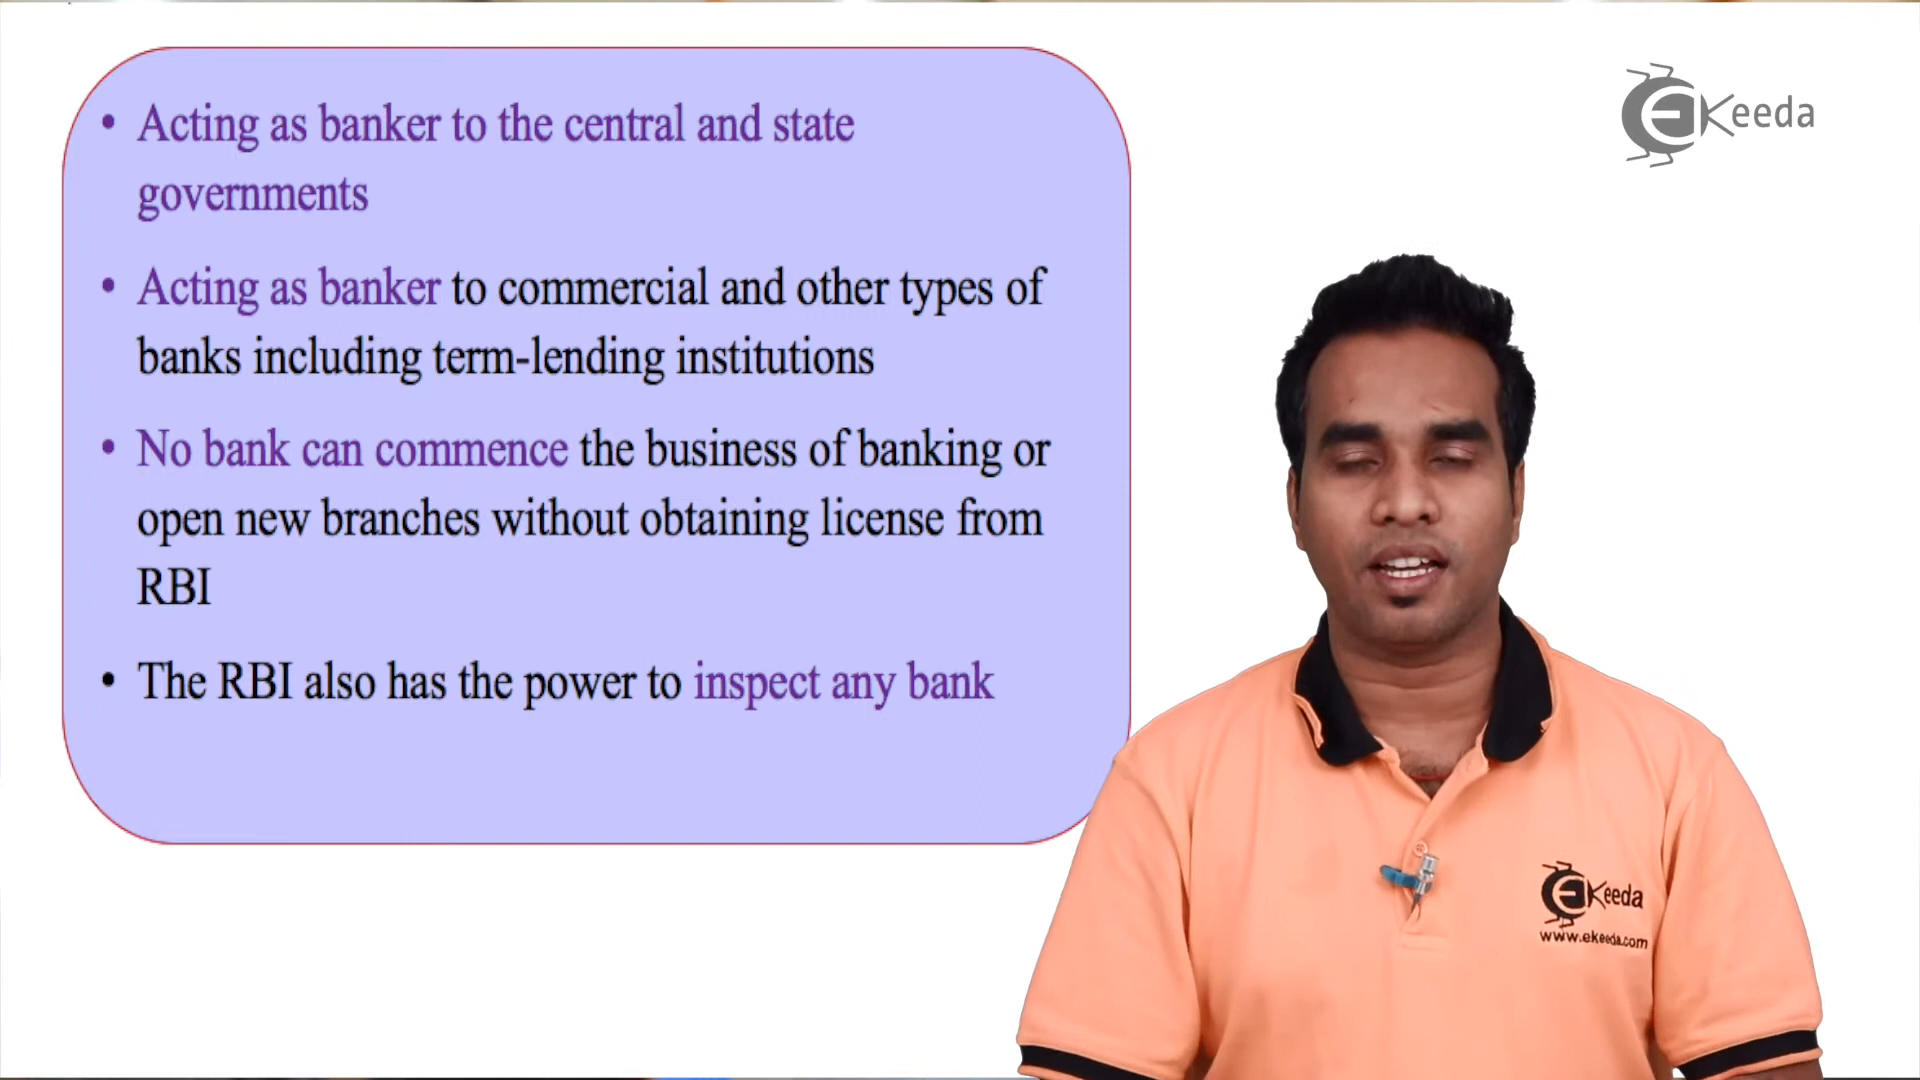 • Acting as banker to the central and state
governments
• Acting as banker to commercial and other types of
banks including term-lending institutions
• No bank can commence the business of banking or
open new branches without obtaining license from
RBI
• The RBI also has the power to inspect any bank
EKeeda
EKeeda
www.ekeeda.com